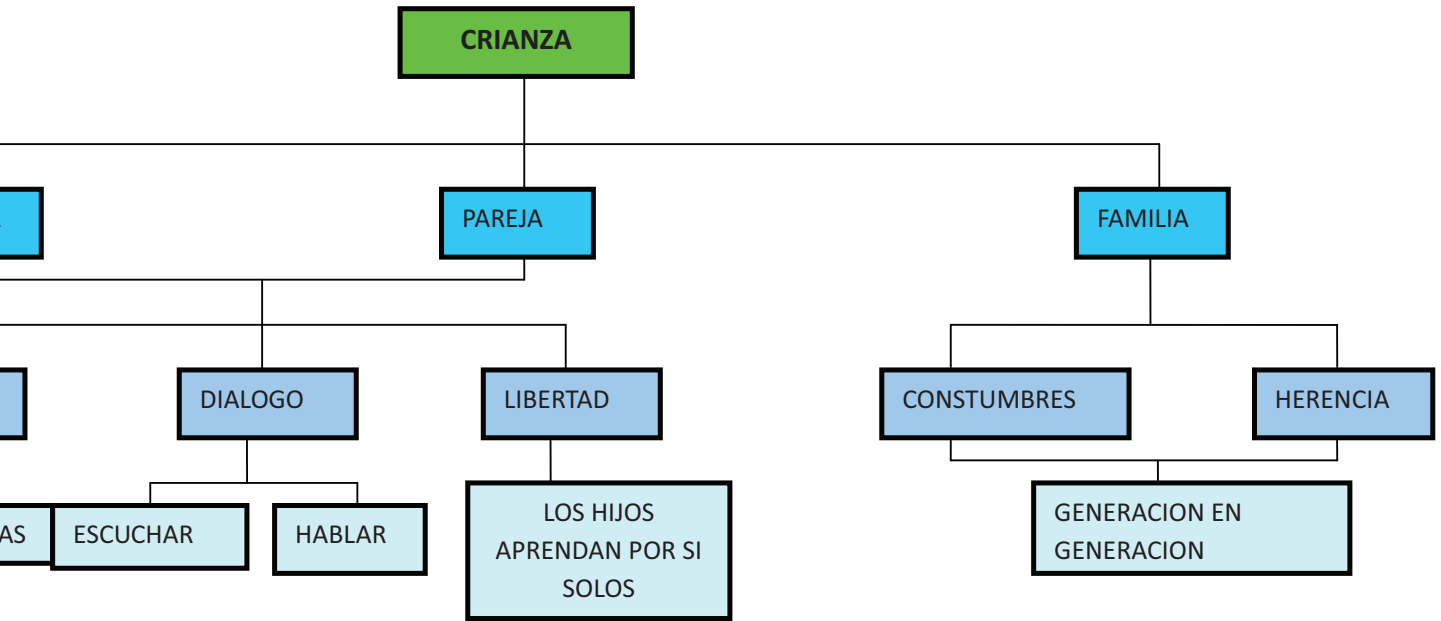 CRIANZA
PAREJA
FAMILIA
DIALOGO
LIBERTAD
CONSTUMBRES
HERENCIA
AS
ESCUCHAR
HABLAR
LOS HIJOS
APRENDAN POR SI
SOLOS
GENERACION EN
GENERACION